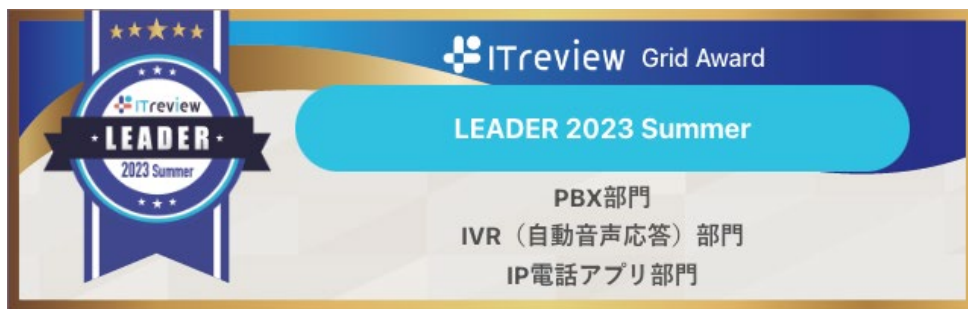 ITreview
LEADER
2023 Summer
ITreview Grid Award
LEADER 2023 Summer
PBX部門
IVR（自動音声応答）部門
IP電話アプリ部門